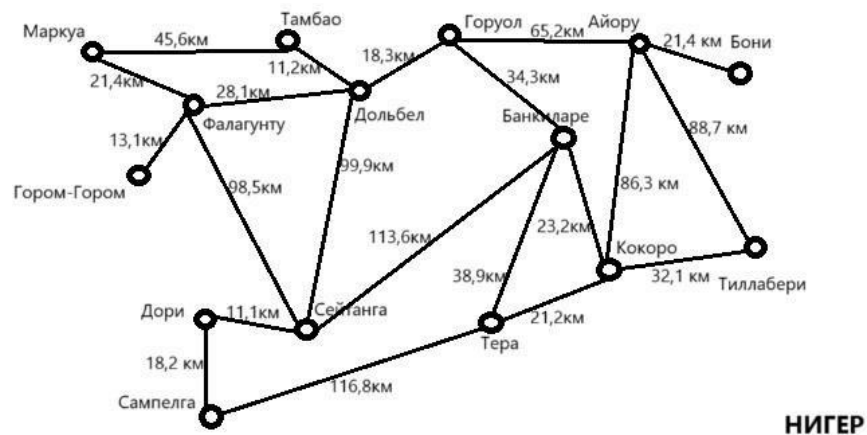 Тамбао
Горуол
Айору
Маркуа
45,6км
65,2км
21,4 км
Бони
11,2км
18,3км
21,4км
28,1км
34,3км
Фалагунту
Дольбел
Банкиларе
88,7 км
13,1км
99,9км
Гором-Гором
98,5км
86,3 км
113,6км
23,2км
Кокоро
38,9км
32,1 км
Тиллабери
Дори
11,1км
Сейтанга
21,2км
Тера
18,2 км
116,8км
Сампелга
НИГЕР